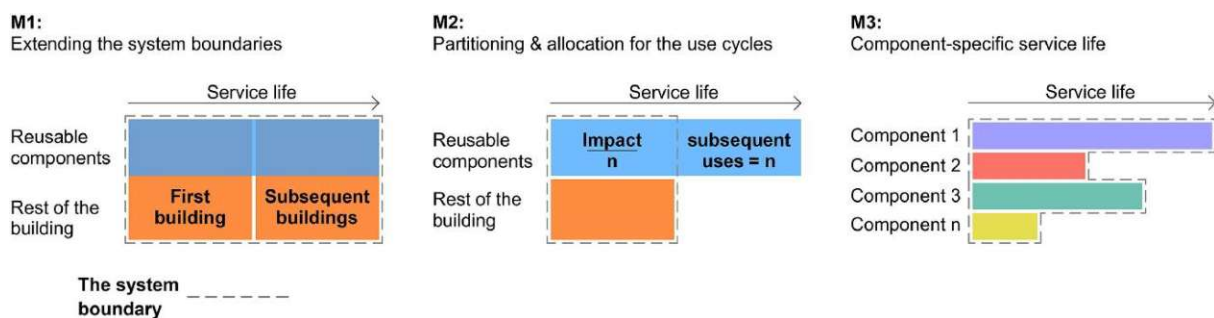 M1:
Extending the system boundaries
Service life
Reusable
components
Rest of the
building
First
building
Subsequent
buildings
The system
boundary
M2:
Partitioning & allocation for the use cycles
Service life
Reusable
components
Impact
n
subsequent
uses = n
Rest of the
building
M3:
Component-specific service life
Service life
Component 1
Component 2
Component 3
Component n